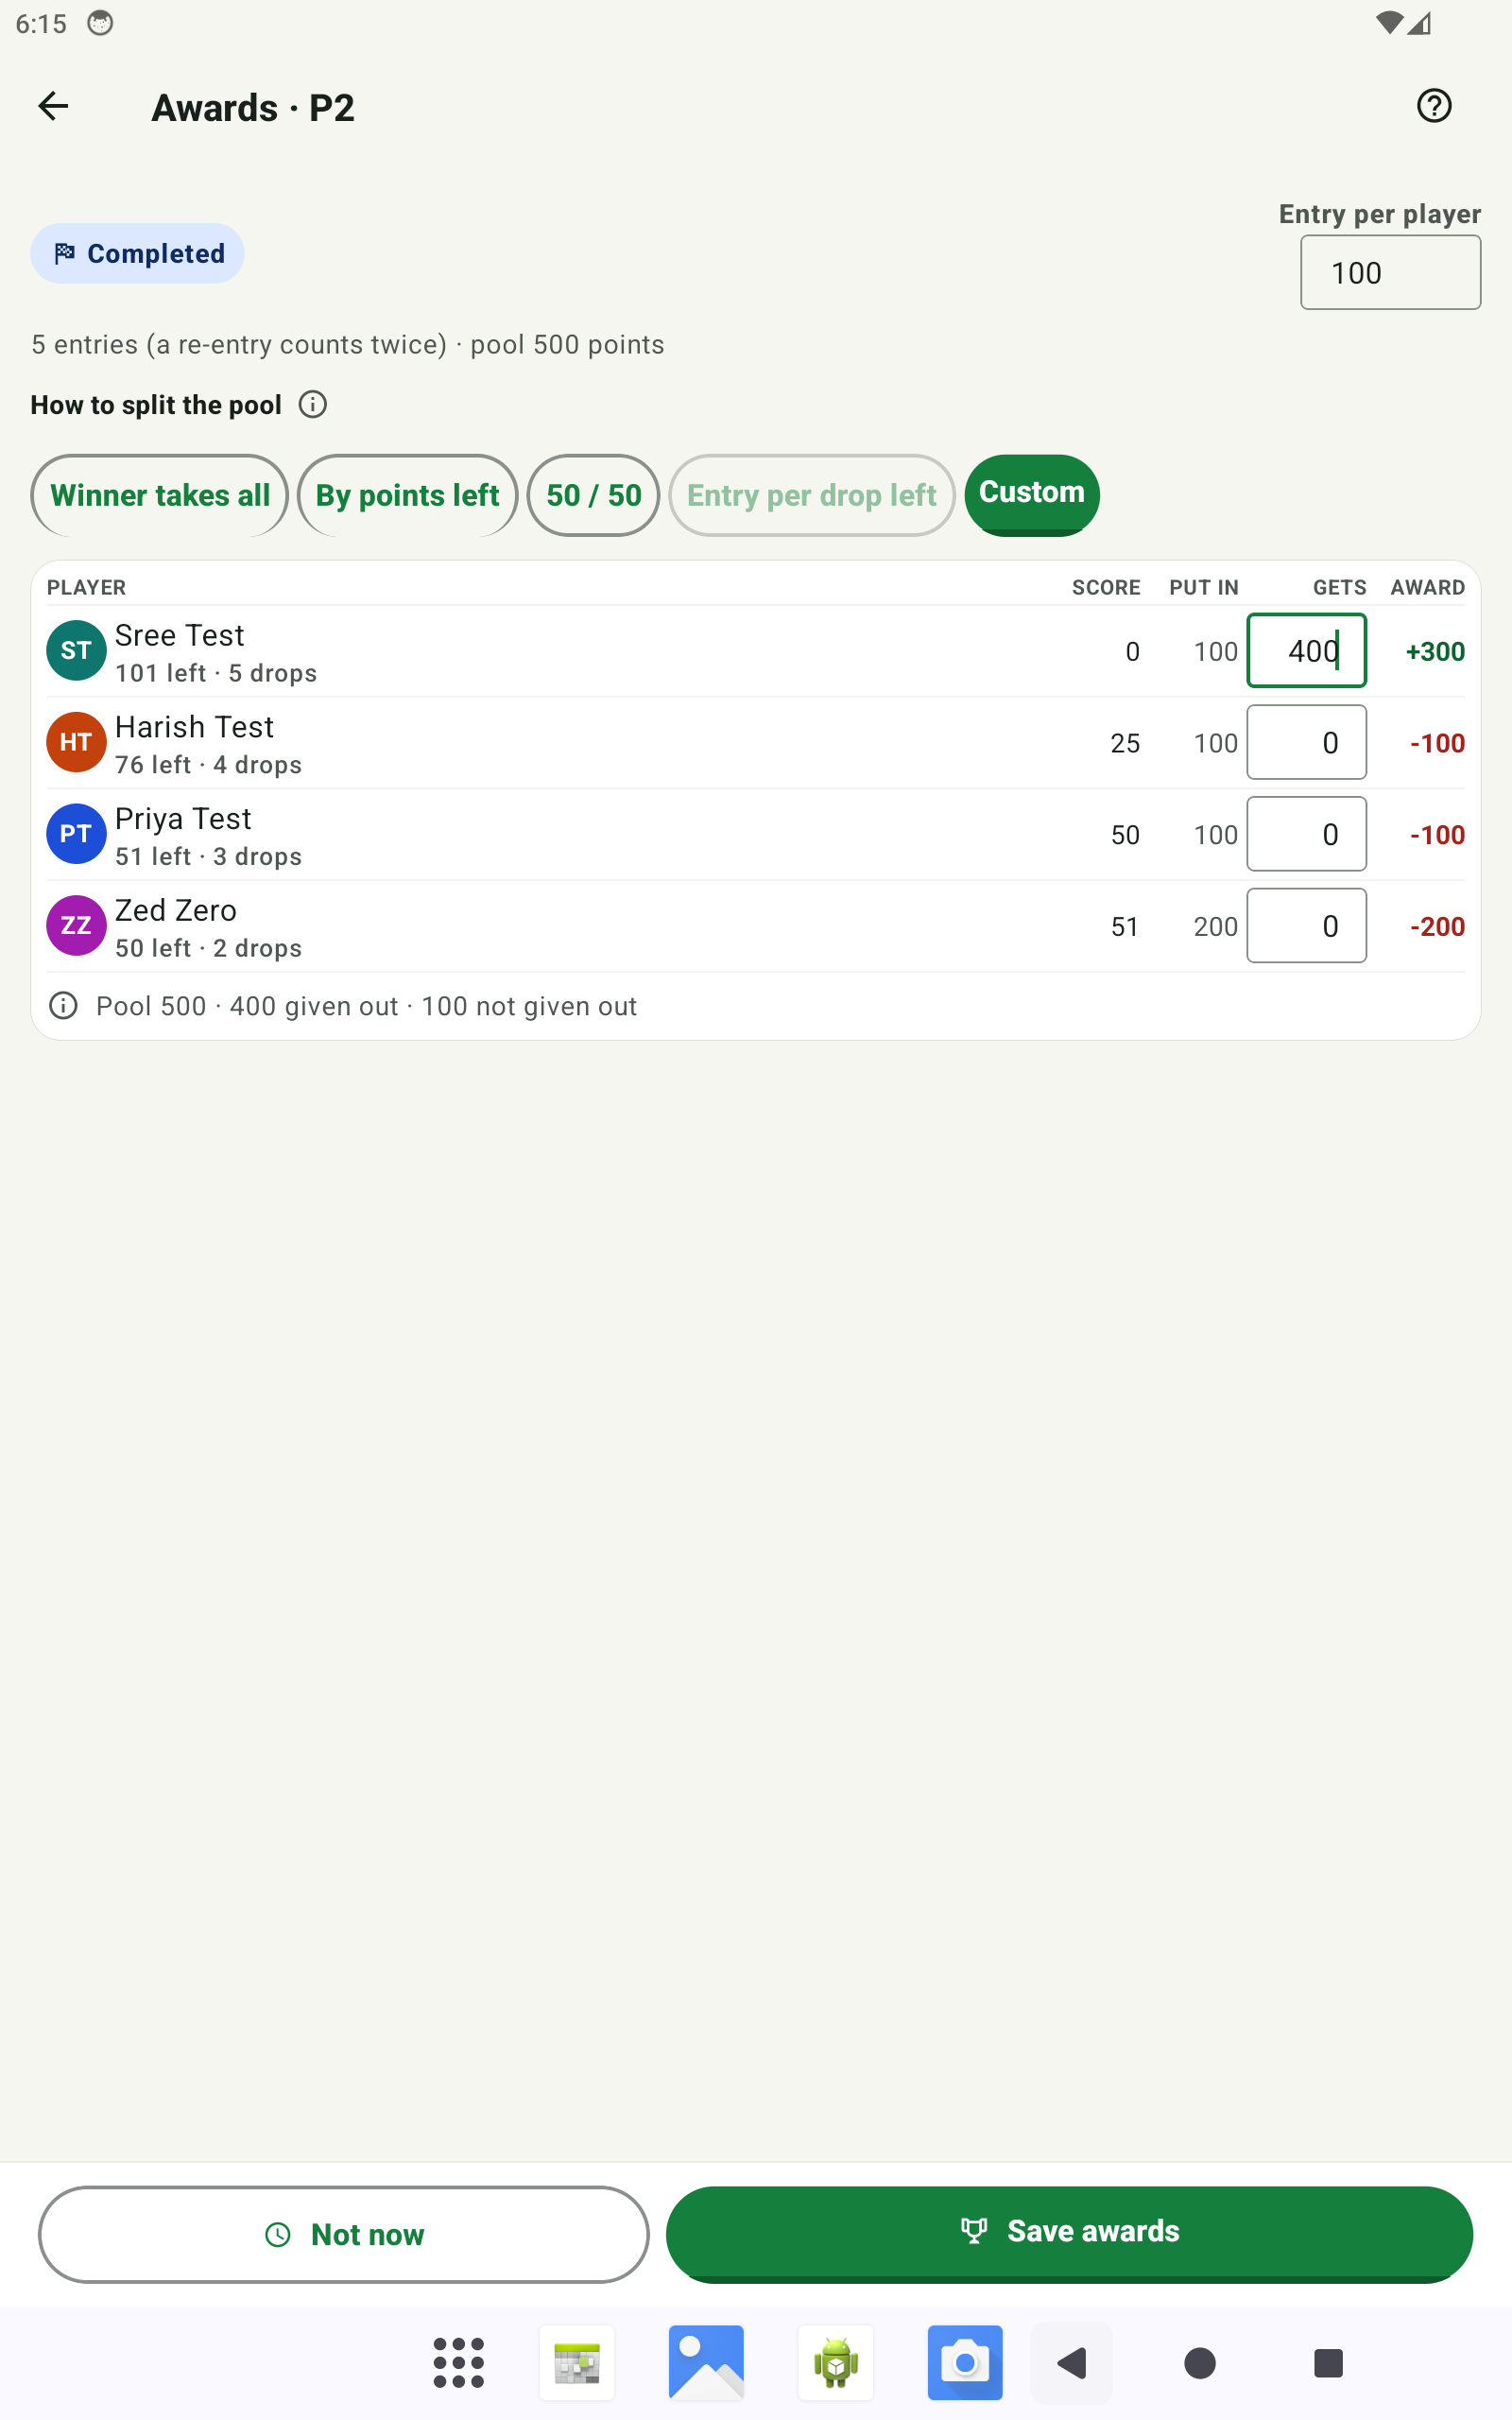 6:15
Awards · P2
Entry per player
Completed
100
5 entries (a re-entry counts twice) · pool 500 points
How to split the pool
Winner takes all By points left 50 / 50 Entry per drop left Custom
PLAYER SCORE PUT IN GETS AWARD
ST Sree Test 0 100 400 +300
101 left · 5 drops
HT Harish Test 25 100 0 -100
76 left · 4 drops
PT Priya Test 50 100 0 -100
51 left · 3 drops
ZZ Zed Zero 51 200 0 -200
50 left · 2 drops
Pool 500 · 400 given out · 100 not given out
Not now Save awards